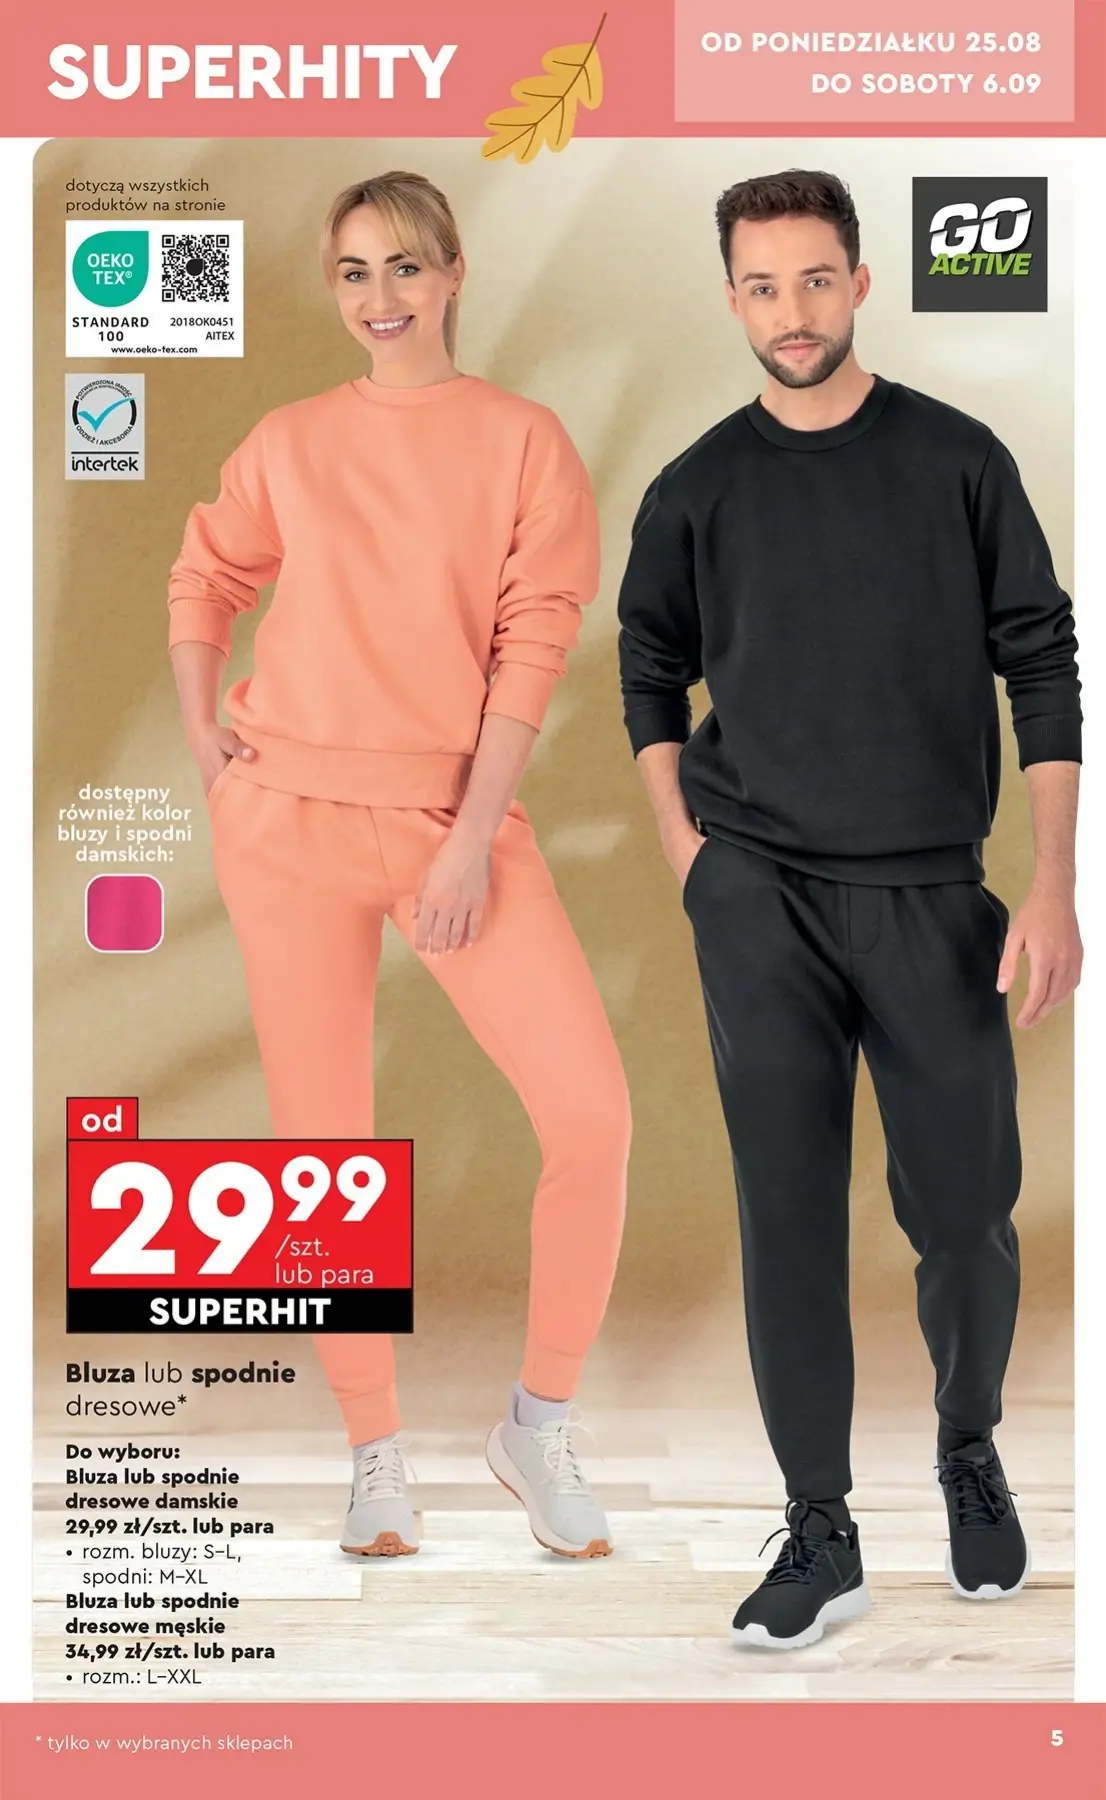 SUPERHITY
OD PONIEDZIAŁKU 25.08
DO SOBOTY 6.09
dotyczą wszystkich
produktów na stronie
OEKO
TEX®
STANDARD
100
2018OK0451
AITEX
www.oeko-tex.com
POTWIERDZONA JAKOŚĆ
ODZIEŻ I AKCESORIA
intertek
GO
ACTIVE
dostępny
również kolor
bluzy i spodni
damskich:
od
29 99
/szt.
lub para
SUPERHIT
Bluza lub spodnie
dresowe*
Do wyboru:
Bluza lub spodnie
dresowe damskie
29,99 zł/szt. lub para
• rozm. bluzy: S–L,
spodni: M–XL
Bluza lub spodnie
dresowe męskie
34,99 zł/szt. lub para
• rozm.: L–XXL
* tylko w wybranych sklepach
5